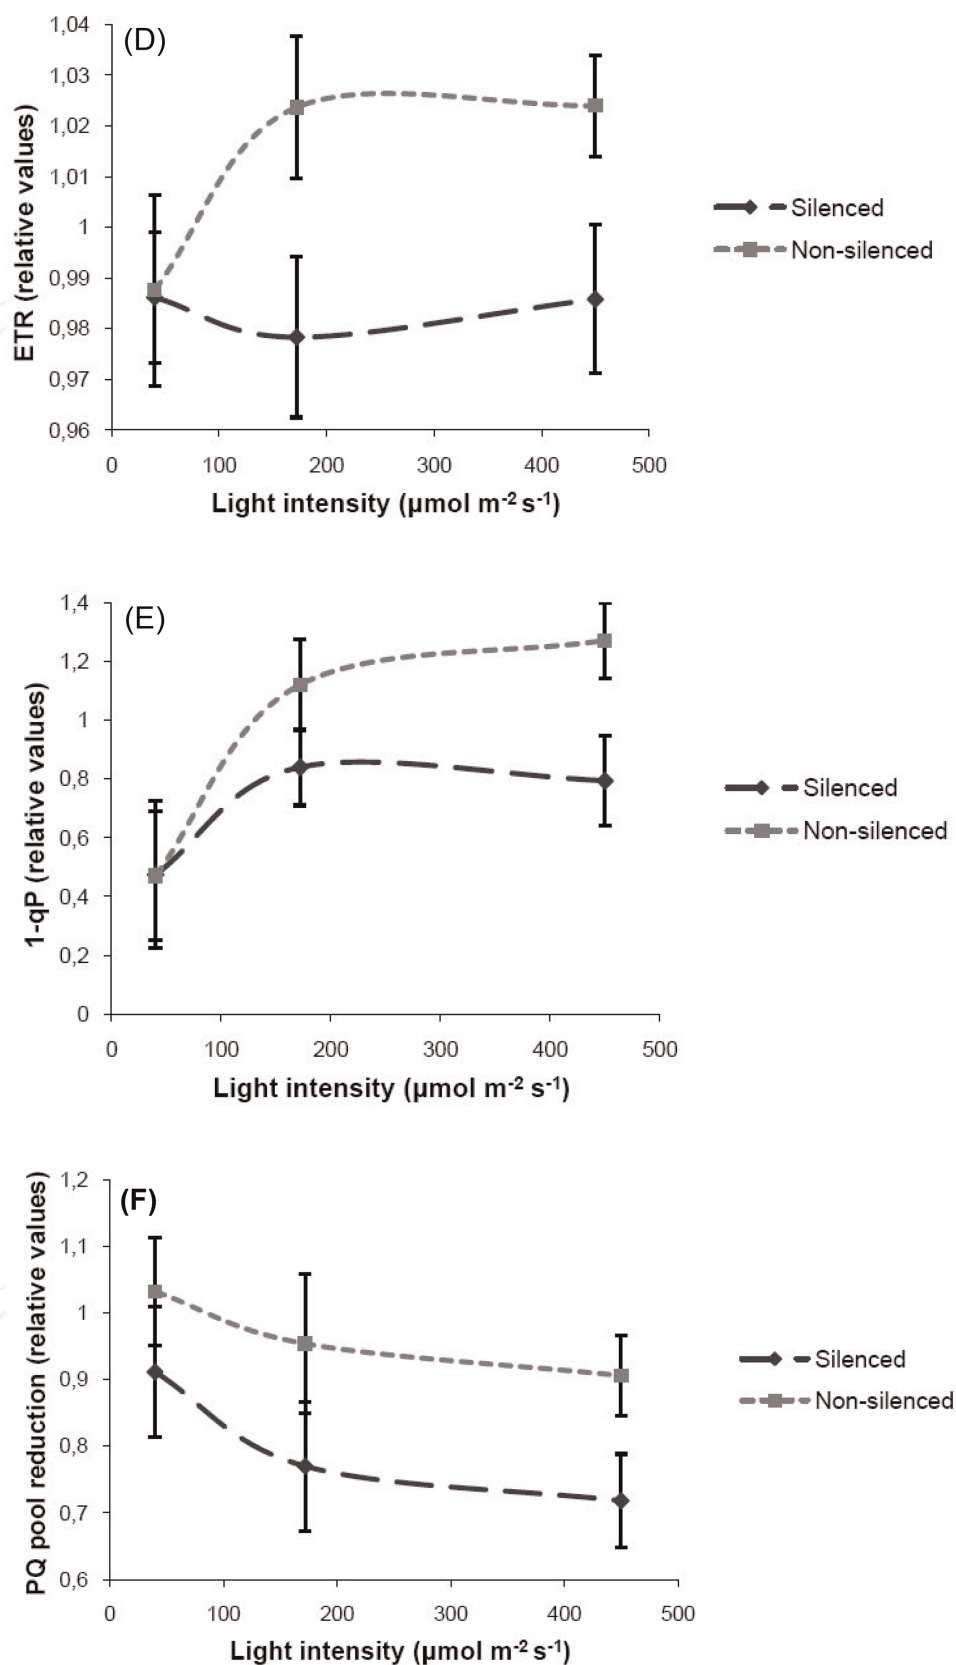 (D)
ETR (relative values)
1,04
1,03
1,02
1,01
1
0,99
0,98
0,97
0,96
0 100 200 300 400 500
Light intensity (µmol m-2 s-1)
Silenced
Non-silenced
(E)
1-qP (relative values)
1,4
1,2
1
0,8
0,6
0,4
0,2
0
0 100 200 300 400 500
Light intensity (µmol m-2 s-1)
Silenced
Non-silenced
(F)
PQ pool reduction (relative values)
1,2
1,1
1
0,9
0,8
0,7
0,6
0 100 200 300 400 500
Light intensity (µmol m-2 s-1)
Silenced
Non-silenced